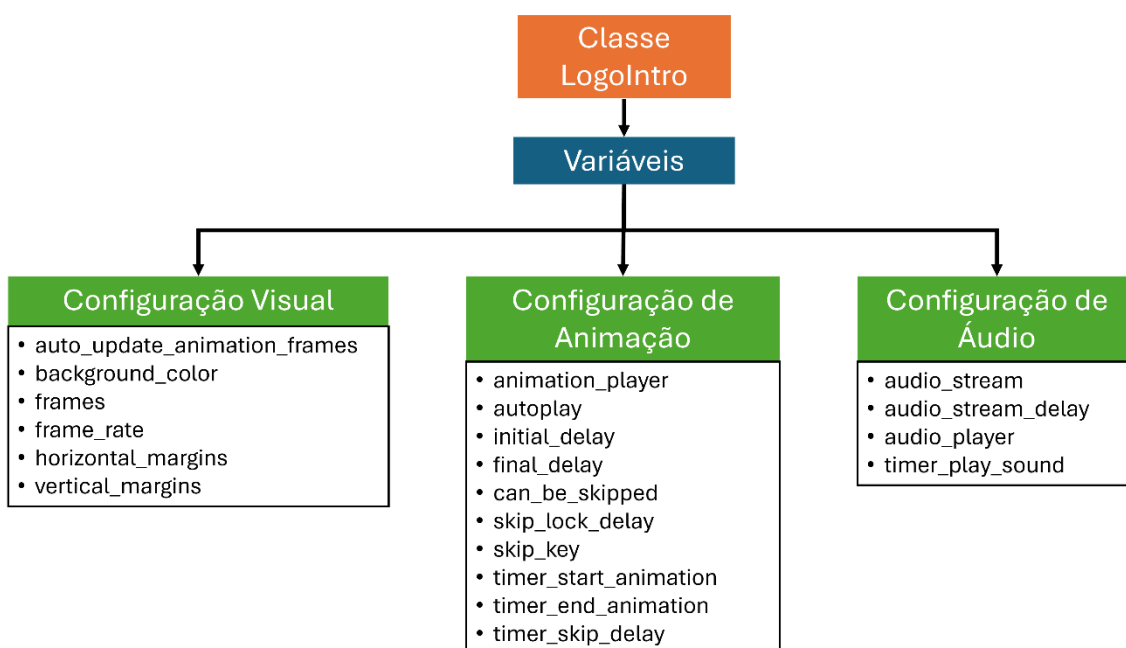 Classe
LogoIntro
Variáveis
Configuração Visual
• auto_update_animation_frames
• background_color
• frames
• frame_rate
• horizontal_margins
• vertical_margins
Configuração de
Animação
• animation_player
• autoplay
• initial_delay
• final_delay
• can_be_skipped
• skip_lock_delay
• skip_key
• timer_start_animation
• timer_end_animation
• timer_skip_delay
Configuração de
Áudio
• audio_stream
• audio_stream_delay
• audio_player
• timer_play_sound